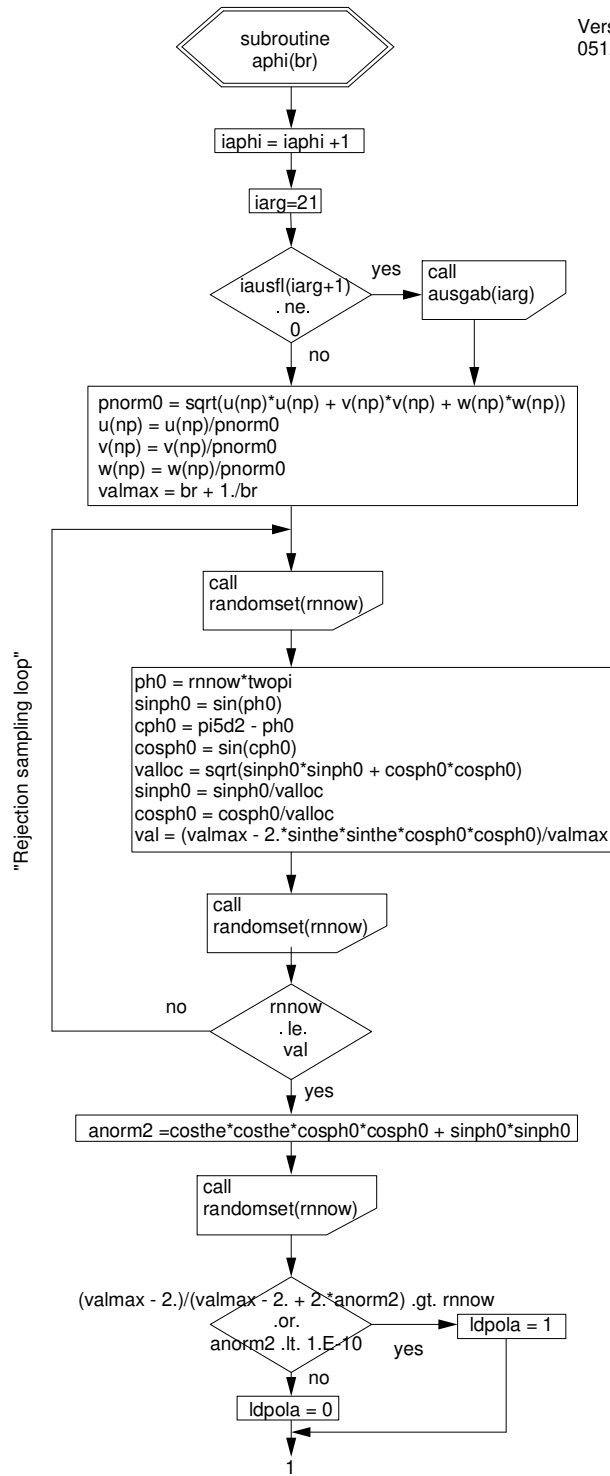 subroutine
aphi(br)
Vers
051.
iaphi = iaphi +1
iarg=21
iausfl(iarg+1)
. ne.
0
yes
call
ausgab(iarg)
no
pnorm0 = sqrt(u(np)*u(np) + v(np)*v(np) + w(np)*w(np))
u(np) = u(np)/pnorm0
v(np) = v(np)/pnorm0
w(np) = w(np)/pnorm0
valmax = br + 1./br
call
randomset(rnnow)
"Rejection sampling loop"
ph0 = rnnow*twopi
sinph0 = sin(ph0)
cph0 = pi5d2 - ph0
cosph0 = sin(cph0)
valloc = sqrt(sinph0*sinph0 + cosph0*cosph0)
sinph0 = sinph0/valloc
cosph0 = cosph0/valloc
val = (valmax - 2.*sinthe*sinthe*cosph0*cosph0)/valmax
call
randomset(rnnow)
no
rnnow
. le.
val
yes
anorm2 =costhe*costhe*cosph0*cosph0 + sinph0*sinph0
call
randomset(rnnow)
(valmax - 2.)/(valmax - 2. + 2.*anorm2) .gt. rnnow
.or.
anorm2 .lt. 1.E-10
yes
ldpola = 1
no
ldpola = 0
1